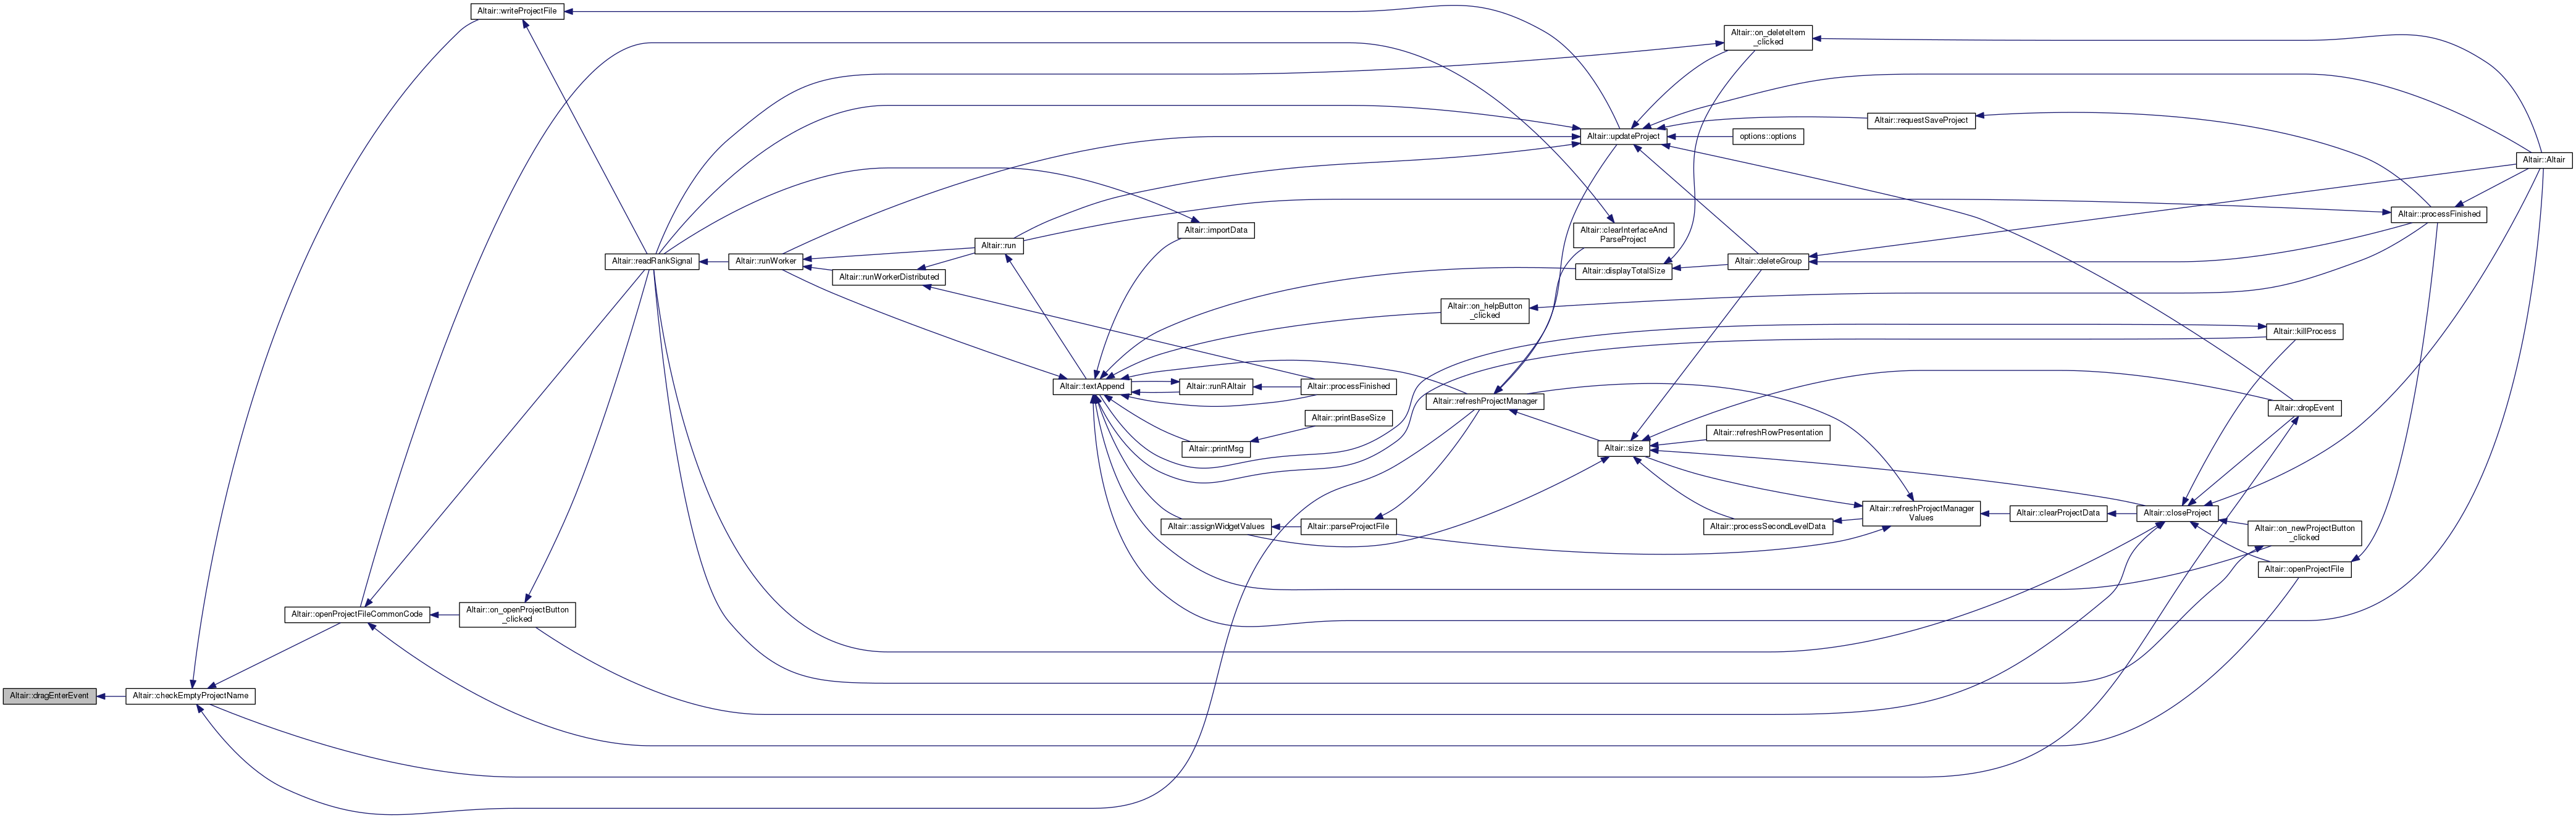 Altair::writeProjectFile
Altair::on_deleteItem
_clicked
Altair::requestSaveProject
Altair::updateProject
options::options
Altair::Altair
Altair::processFinished
Altair::importData
Altair::clearInterfaceAnd
ParseProject
Altair::run
Altair::readRankSignal
Altair::runWorker
Altair::deleteGroup
Altair::displayTotalSize
Altair::runWorkerDistributed
Altair::on_helpButton
_clicked
Altair::killProcess
Altair::textAppend
Altair::runRAltair
Altair::processFinished
Altair::refreshProjectManager
Altair::dropEvent
Altair::printBaseSize
Altair::refreshRowPresentation
Altair::printMsg
Altair::size
Altair::refreshProjectManager
Values
Altair::clearProjectData
Altair::closeProject
Altair::assignWidgetValues
Altair::parseProjectFile
Altair::processSecondLevelData
Altair::on_newProjectButton
_clicked
Altair::openProjectFile
Altair::openProjectFileCommonCode
Altair::on_openProjectButton
_clicked
Altair::dragEnterEvent
Altair::checkEmptyProjectName